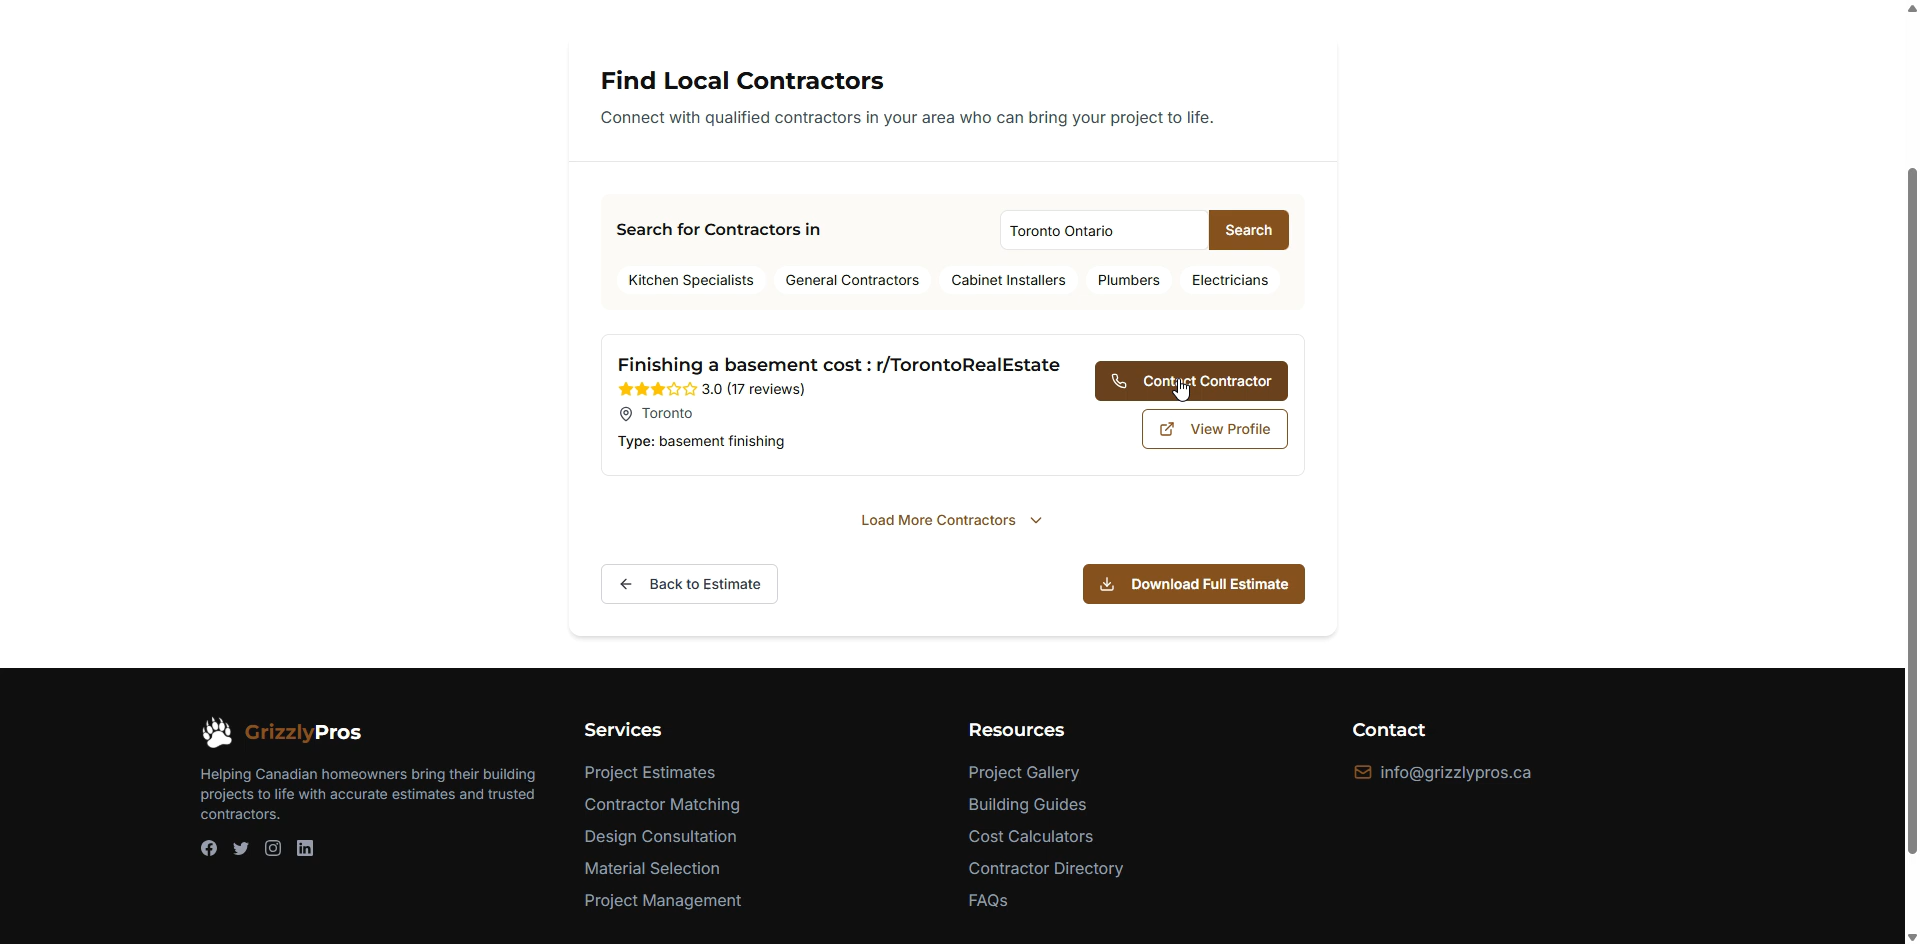 Find Local Contractors
Connect with qualified contractors in your area who can bring your project to life.
Search for Contractors in
Toronto Ontario
Search
Kitchen Specialists
General Contractors
Cabinet Installers
Plumbers
Electricians
Finishing a basement cost : r/TorontoRealEstate
3.0 (17 reviews)
Toronto
Type: basement finishing
Contact Contractor
View Profile
Load More Contractors
Back to Estimate
Download Full Estimate
GrizzlyPros
Helping Canadian homeowners bring their building
projects to life with accurate estimates and trusted
contractors.
Services
Project Estimates
Contractor Matching
Design Consultation
Material Selection
Project Management
Resources
Project Gallery
Building Guides
Cost Calculators
Contractor Directory
FAQs
Contact
info@grizzlypros.ca